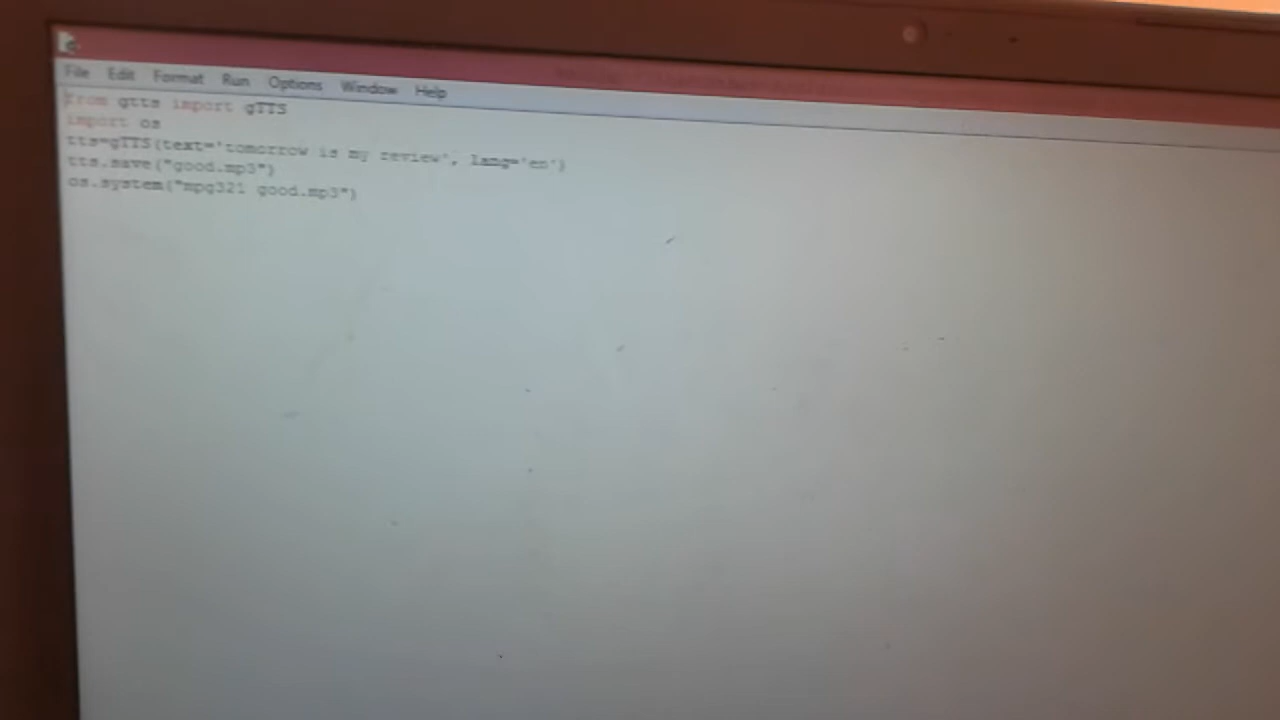 File Edit Format Run Options Window Help
from gtts import gTTS
import os
tts=gTTS(text='tomorrow is my review', lang='en')
tts.save("good.mp3")
os.system("mpg321 good.mp3")